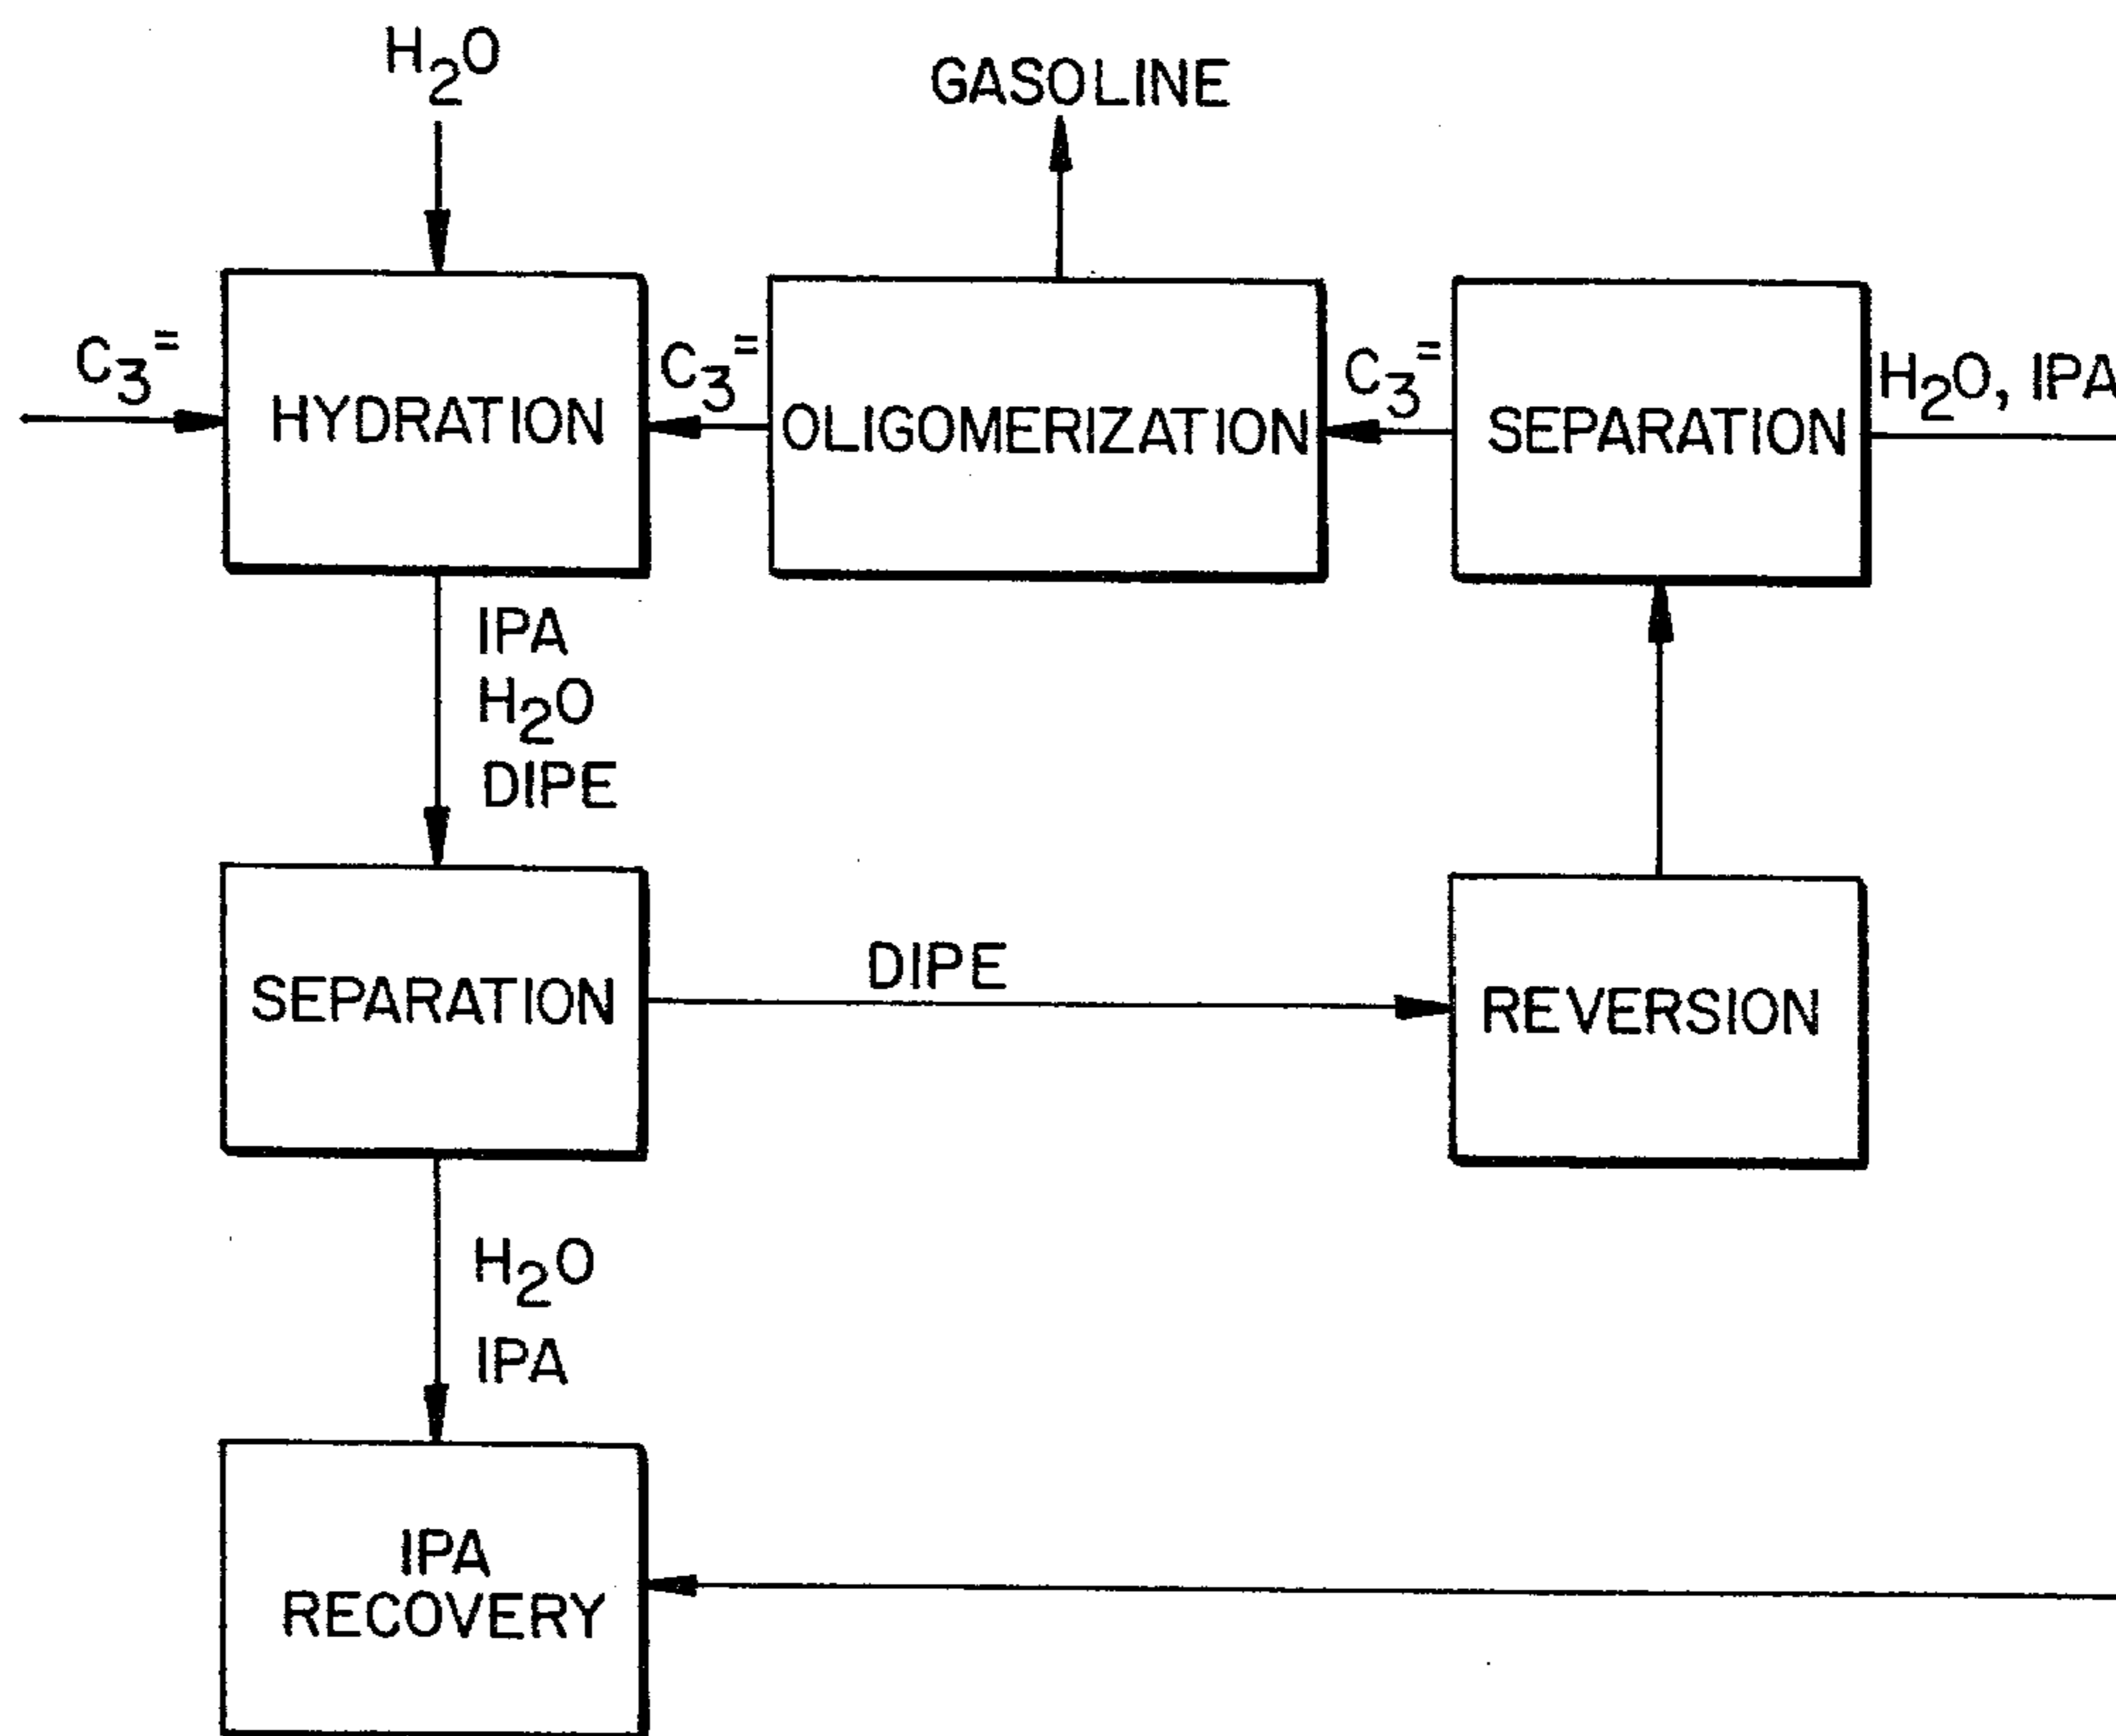 H₂O
GASOLINE
C₃⁼
HYDRATION
C₃⁼
OLIGOMERIZATION
C₃⁼
SEPARATION
H₂O, IPA
IPA
H₂O
DIPE
SEPARATION
DIPE
REVERSION
H₂O
IPA
IPA
RECOVERY